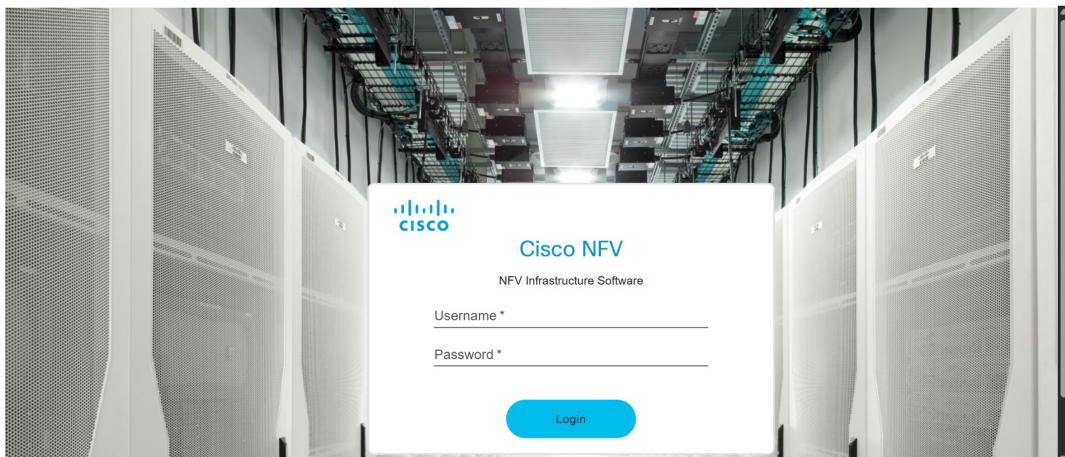 CISCO
Cisco NFV
NFV Infrastructure Software
Username *
Password *
Login